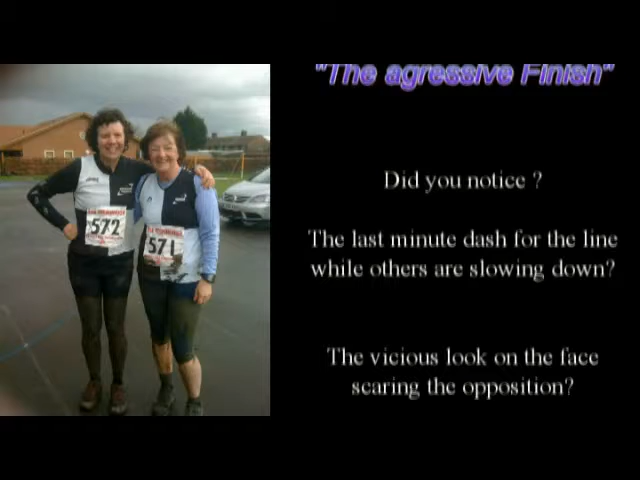 "The agressive Finish"
Did you notice ?
The last minute dash for the line
while others are slowing down?
The vicious look on the face
scaring the opposition?
572
571